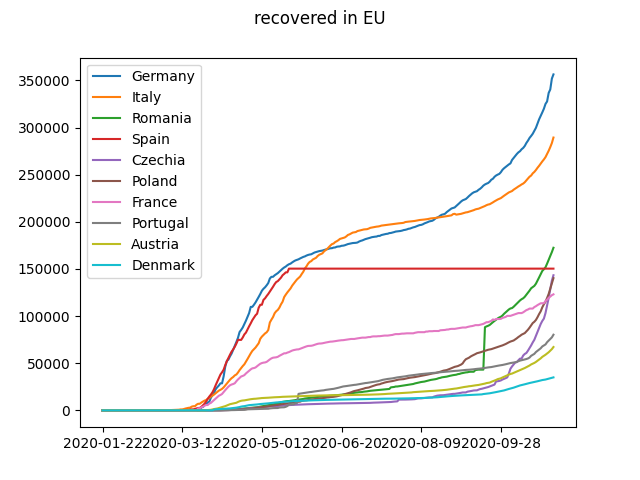 recovered in EU
350000
300000
250000
200000
150000
100000
50000
0
Germany
Italy
Romania
Spain
Czechia
Poland
France
Portugal
Austria
Denmark
2020-01-22
2020-03-12
2020-05-01
2020-06-20
2020-08-09
2020-09-28